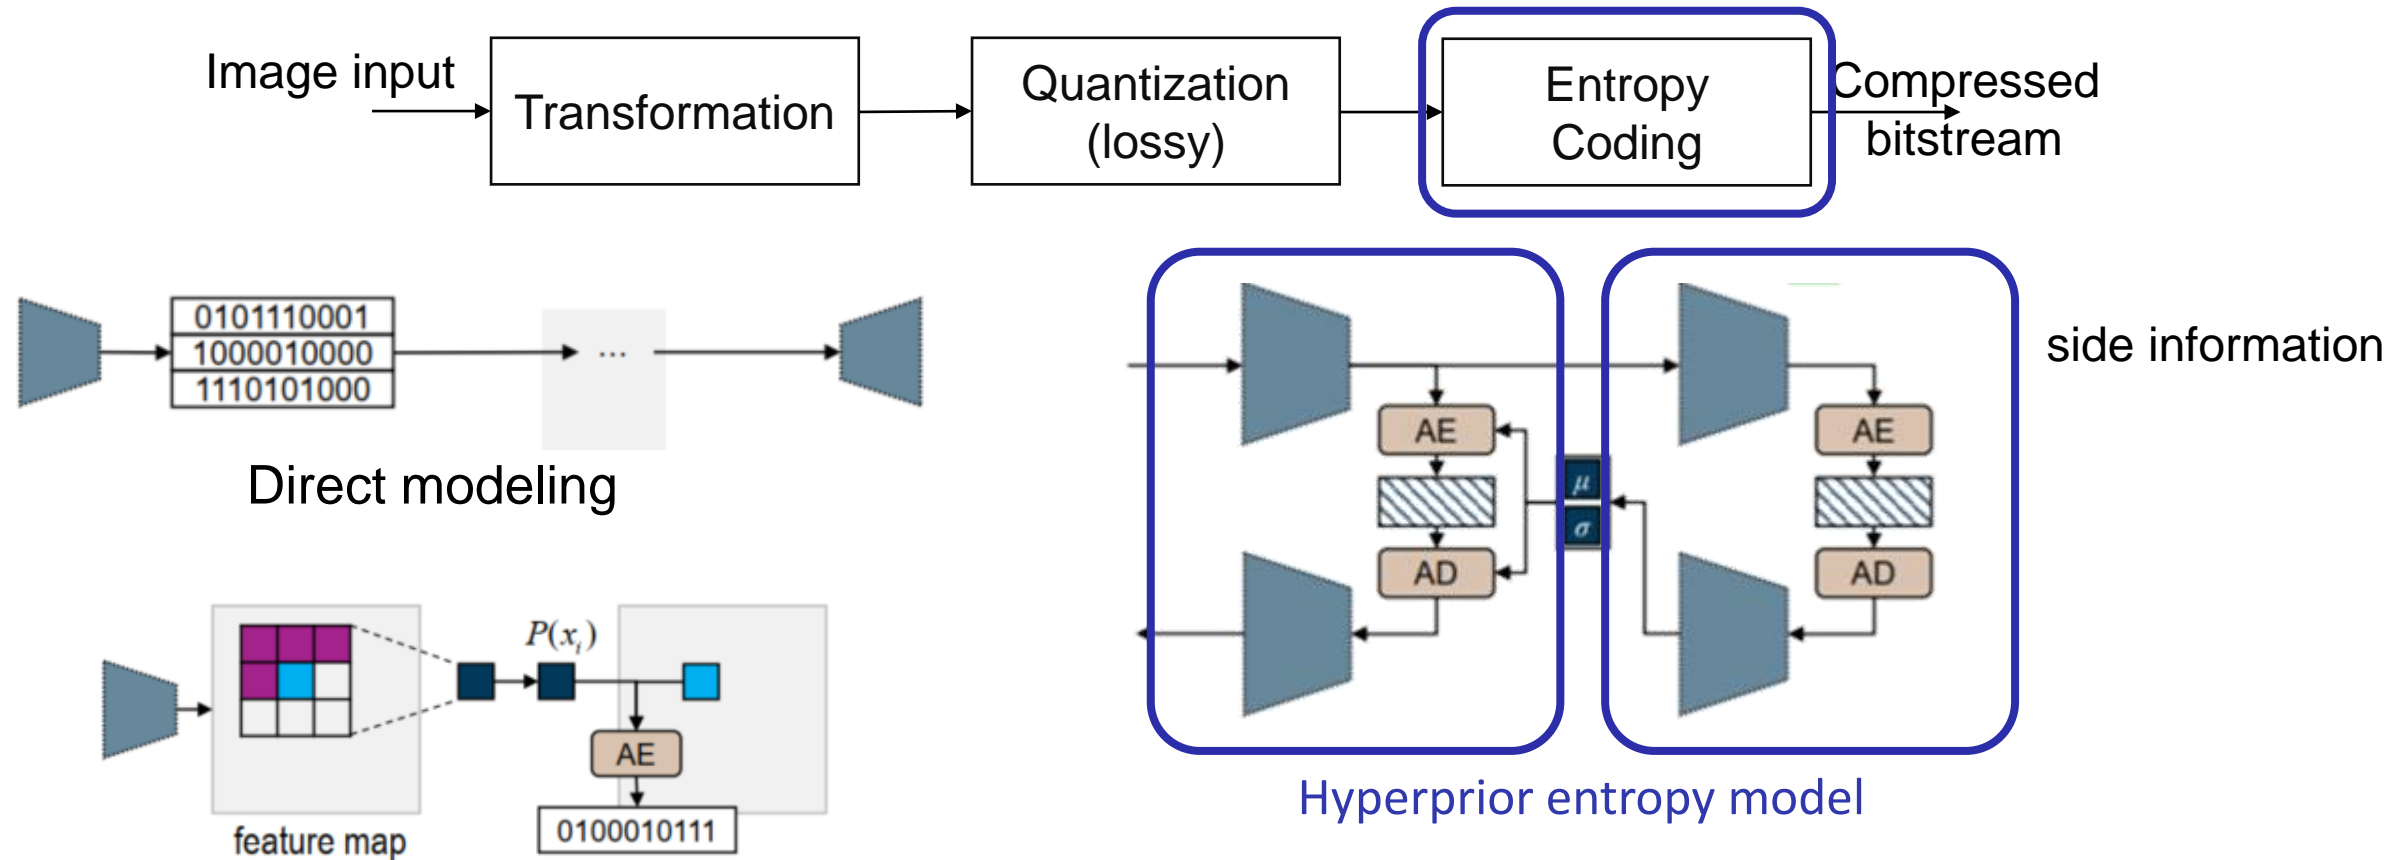 Image input
Transformation
Quantization
(lossy)
Entropy
Coding
Compressed
bitstream
0101110001
1000010000
1110101000
...
Direct modeling
feature map
P(x_i)
AE
0100010111
AE
AD
μ
σ
AE
AD
side information
Hyperprior entropy model